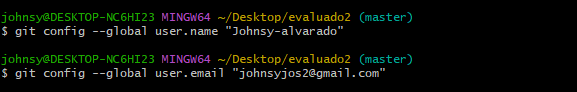 johnsy@DESKTOP-NC6HI23 MINGW64 ~/Desktop/evaluado2 (master)
$ git config --global user.name "Johnsy-alvarado"
johnsy@DESKTOP-NC6HI23 MINGW64 ~/Desktop/evaluado2 (master)
$ git config --global user.email "johnsyjos2@gmail.com"